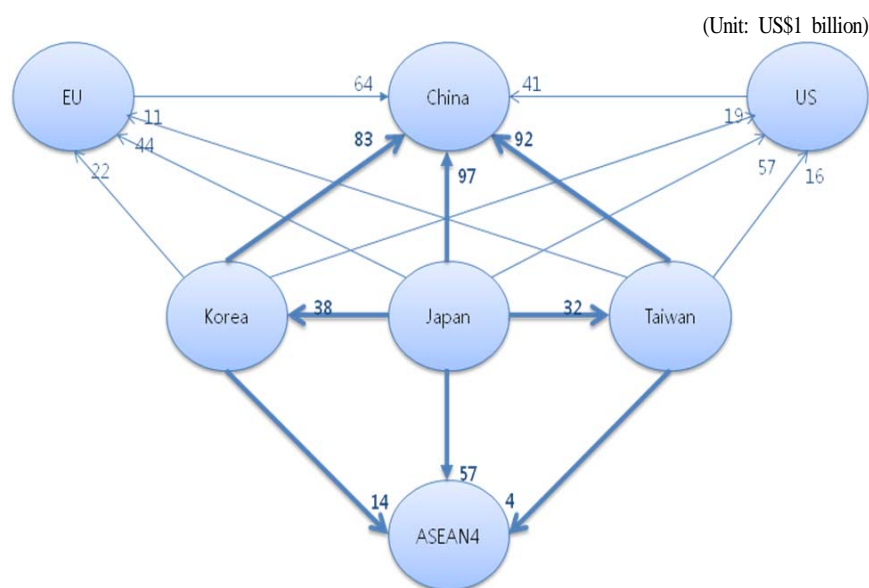 (Unit: US$1 billion)
EU
64
China
41
US
11
44
22
83
97
92
19
57
16
Korea
38
Japan
32
Taiwan
14
57
4
ASEAN4